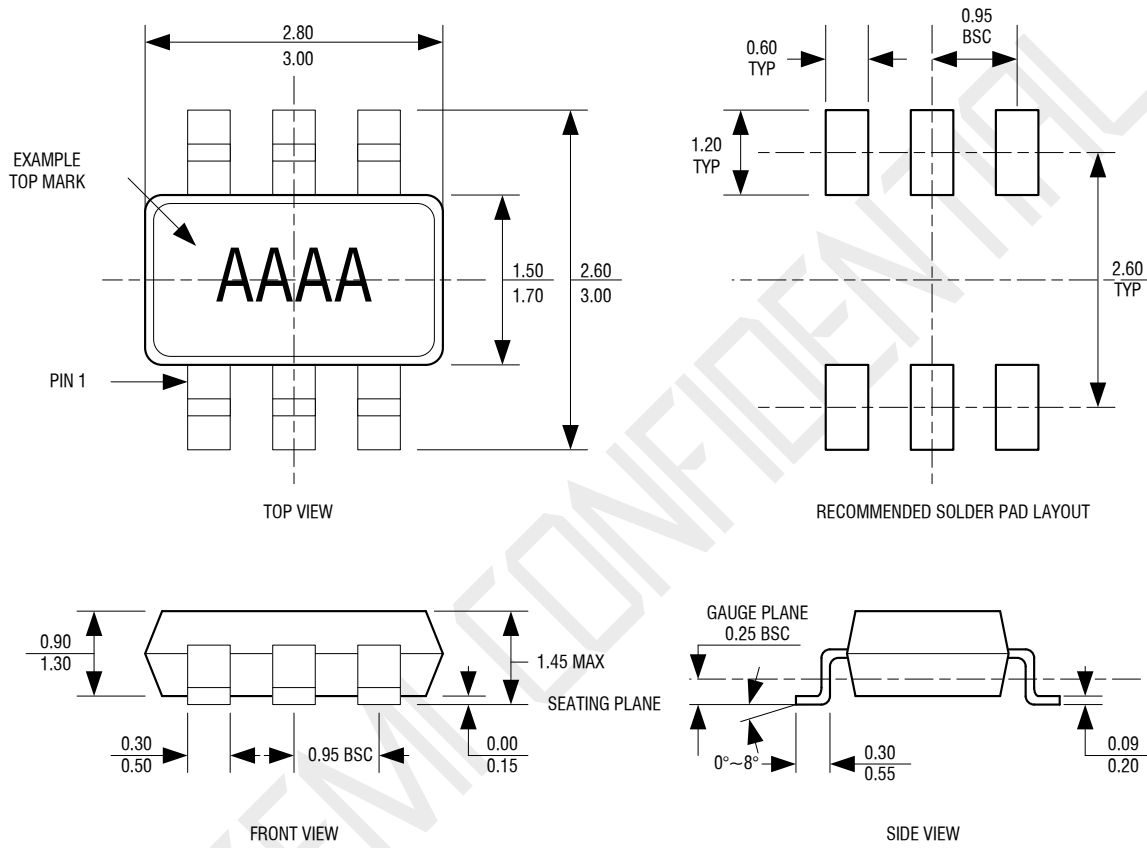 2.80
3.00
EXAMPLE
TOP MARK
AAAA
1.50
1.70
2.60
3.00
PIN 1
TOP VIEW
0.60
TYP
0.95
BSC
1.20
TYP
2.60
TYP
RECOMMENDED SOLDER PAD LAYOUT
0.90
1.30
1.45 MAX
SEATING PLANE
0.30
0.50
0.95 BSC
0.00
0.15
FRONT VIEW
GAUGE PLANE
0.25 BSC
0°~8°
0.30
0.55
0.09
0.20
SIDE VIEW
CONFIDENTIAL